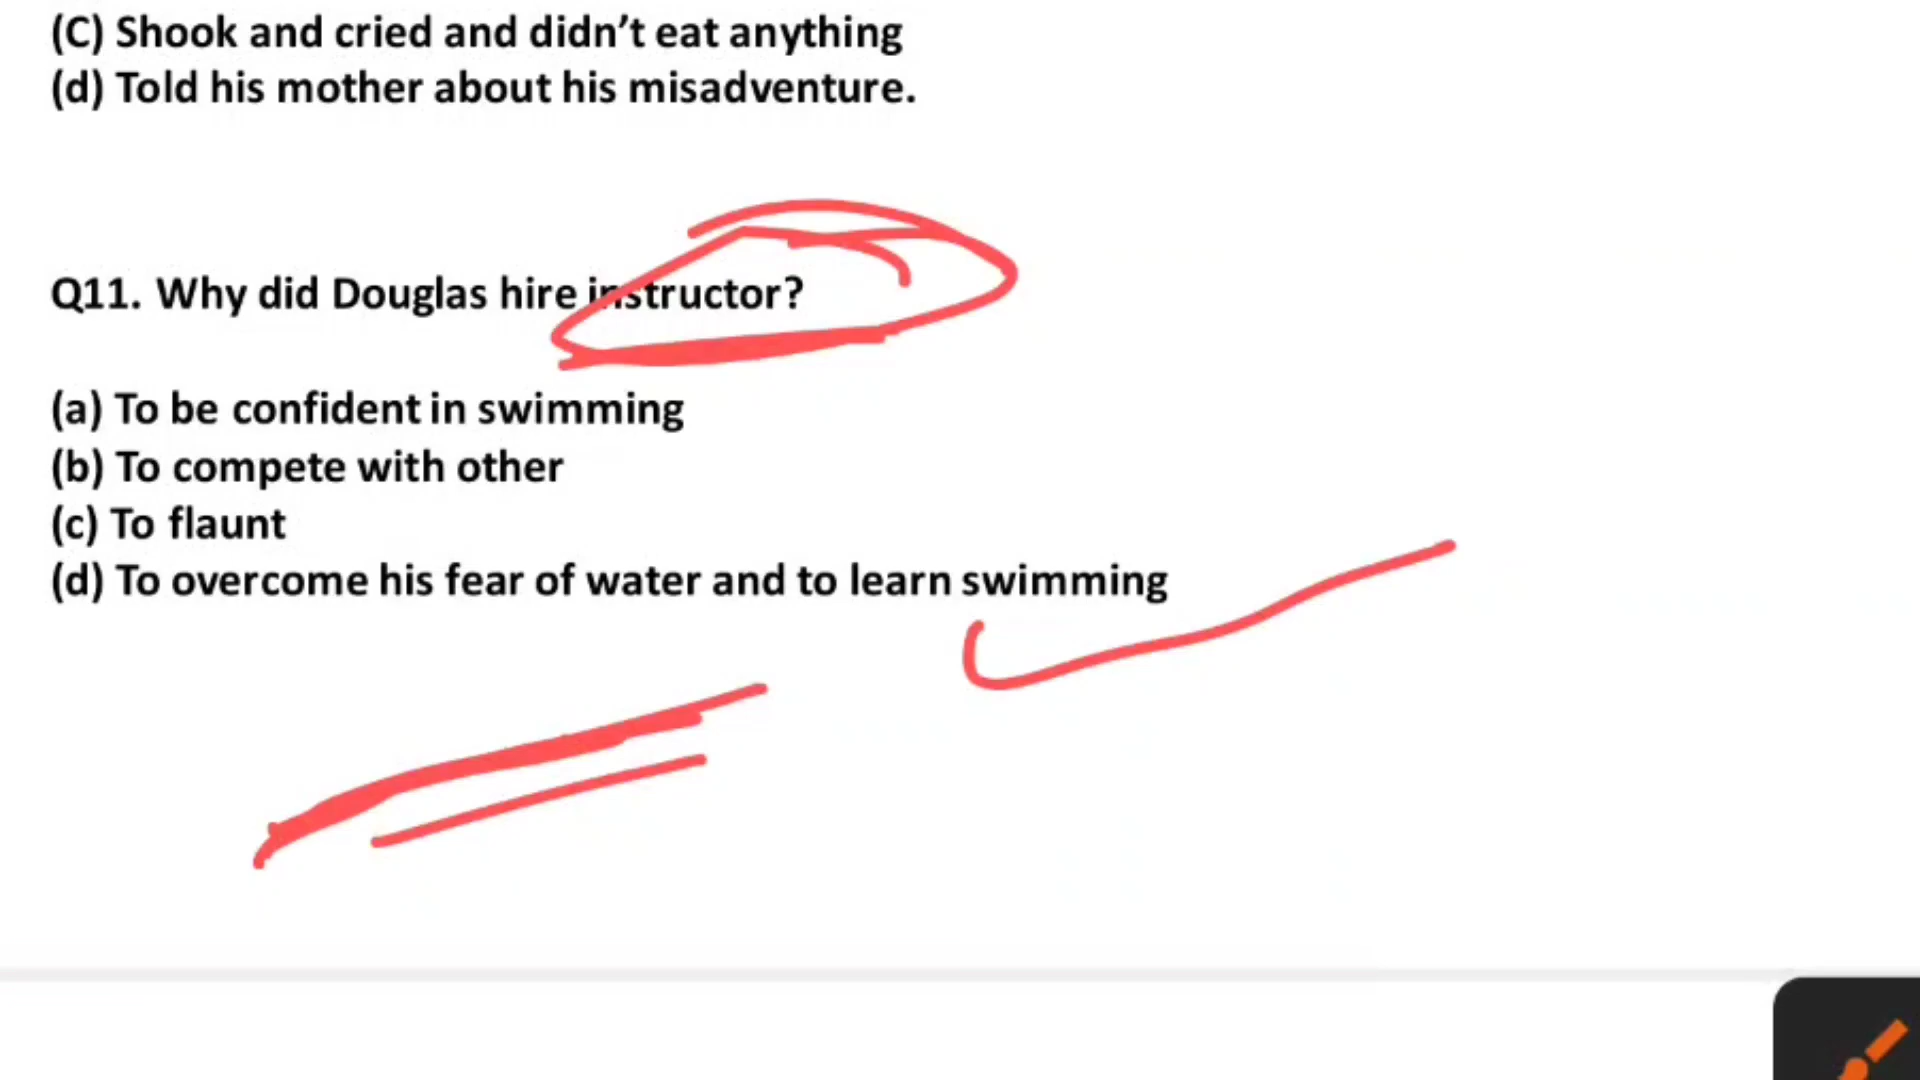 (C) Shook and cried and didn't eat anything
(d) Told his mother about his misadventure.
Q11. Why did Douglas hire instructor?
(a) To be confident in swimming
(b) To compete with other
(c) To flaunt
(d) To overcome his fear of water and to learn swimming